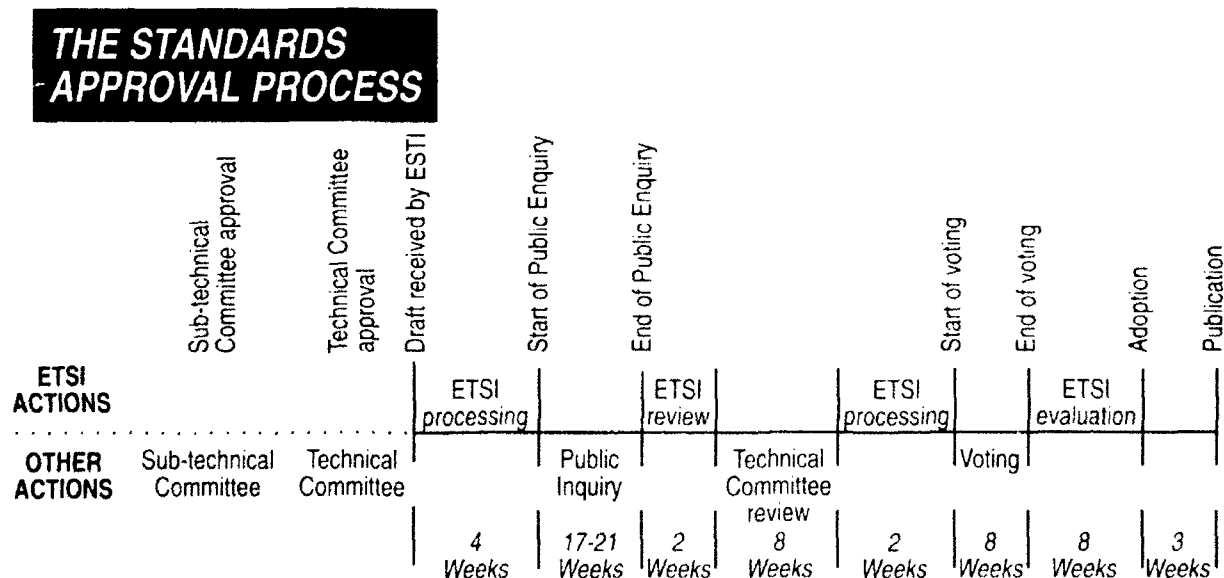 THE STANDARDS
APPROVAL PROCESS
Sub-technical
Committee approval
Technical Committee
approval
Draft received by ESTI
Start of Public Enquiry
End of Public Enquiry
Start of voting
End of voting
Adoption
Publication
ETSI
ACTIONS
ETSI
processing
ETSI
review
ETSI
processing
ETSI
evaluation
OTHER
ACTIONS
Sub-technical
Committee
Technical
Committee
Public
Inquiry
Technical
Committee
review
Voting
4
Weeks
17-21
Weeks
2
Weeks
8
Weeks
2
Weeks
8
Weeks
8
Weeks
3
Weeks